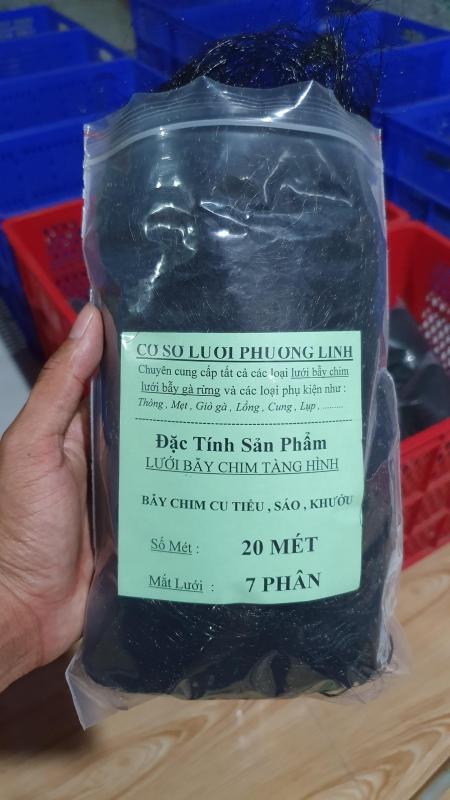 CƠ SỞ LƯỚI PHƯƠNG LINH
Chuyên cung cấp tất cả các loại lưới bẫy chim
lưới bẫy gà rừng và các loại phụ kiện như :
Thòng , Mẹt , Giò gà , Lồng , Cung , Lụp , .........
Đặc Tính Sản Phẩm
LƯỚI BẪY CHIM TÀNG HÌNH
BẪY CHIM CU TIỂU , SÁO , KHƯỚU
Số Mét : 20 MÉT
Mắt Lưới : 7 PHÂN